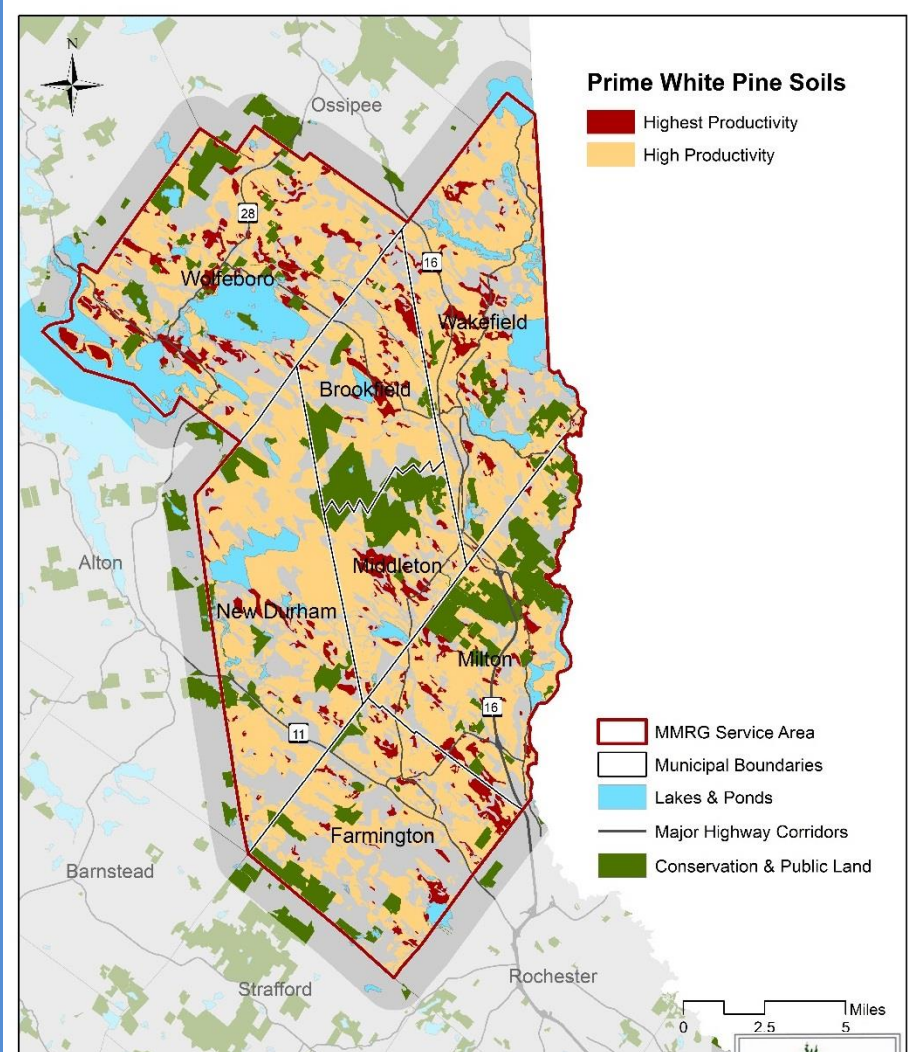 N
Prime White Pine Soils
Highest Productivity
High Productivity
Ossipee
28
16
Wolfeboro
Wakefield
Brookfield
Alton
Middleton
New Durham
Milton
16
11
MMRG Service Area
Municipal Boundaries
Lakes & Ponds
Major Highway Corridors
Conservation & Public Land
Farmington
Barnstead
Rochester
Strafford
Miles
0 2.5 5